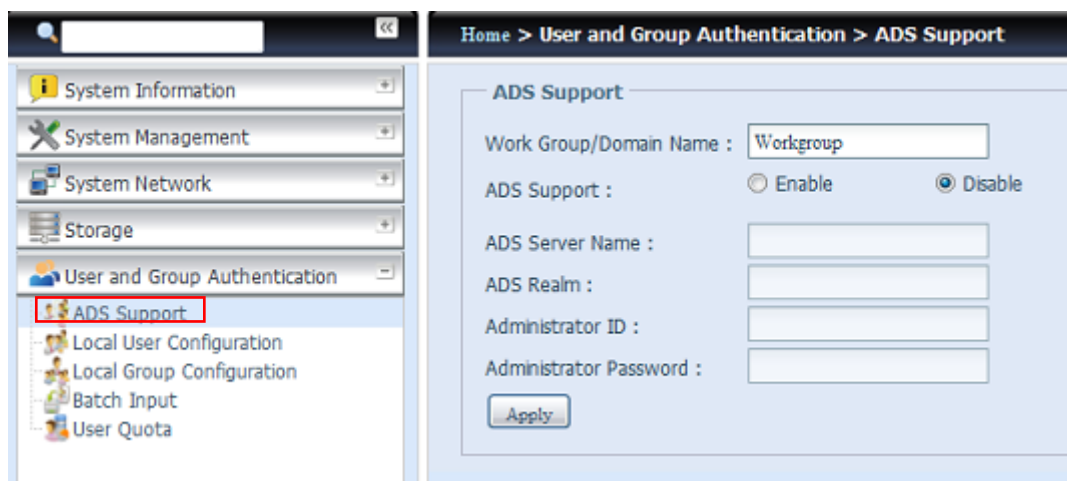 Home > User and Group Authentication > ADS Support
System Information
System Management
System Network
Storage
User and Group Authentication
ADS Support
Local User Configuration
Local Group Configuration
Batch Input
User Quota
ADS Support
Work Group/Domain Name : Workgroup
ADS Support : Enable Disable
ADS Server Name :
ADS Realm :
Administrator ID :
Administrator Password :
Apply